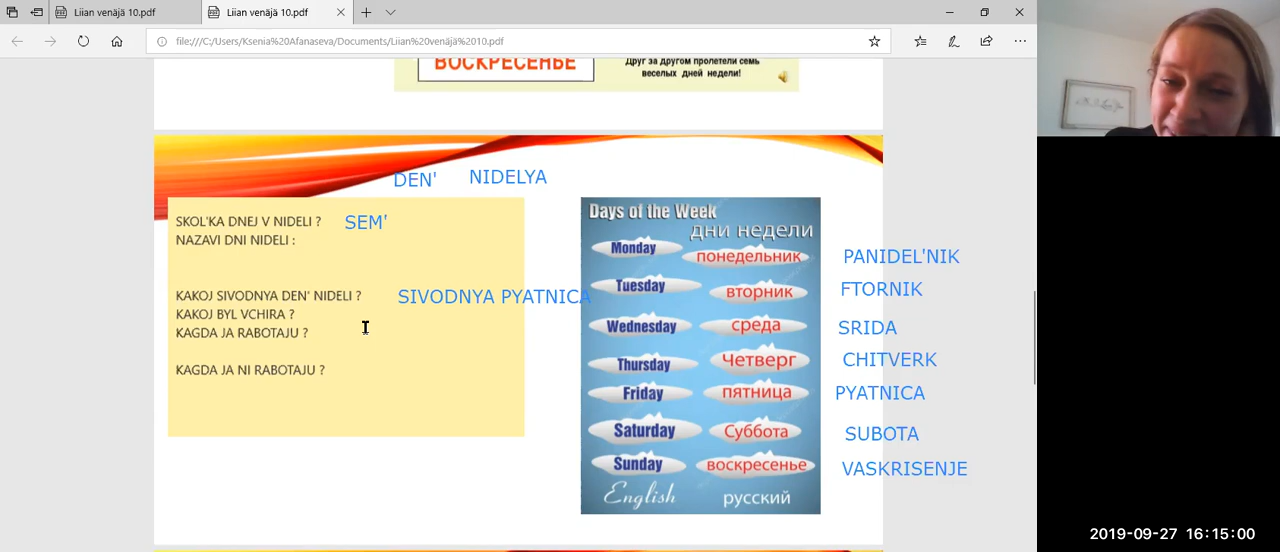 Liian venäjä 10.pdf
Liian venäjä 10.pdf
file:///C:/Users/Ksenia%20Afanaseva/Documents/Liian%20venäjä%2010.pdf
ВОСКРЕСЕНЬЕ
Друг за другом пролетели семь
веселых дней недели!
DEN' NIDELYA
SKOL'KA DNEJ V NIDELI ? SEM'
NAZAVI DNI NIDELI :
KAKOJ SIVODNYA DEN' NIDELI ? SIVODNYA PYATNICA
KAKOJ BYL VCHIRA ?
KAGDA JA RABOTAJU ?
KAGDA JA NI RABOTAJU ?
Days of the Week
дни недели
Monday понедельник PANIDEL'NIK
Tuesday вторник FTORNIK
Wednesday среда SRIDA
Thursday Четверг CHITVERK
Friday пятница PYATNICA
Saturday Суббота SUBOTA
Sunday воскресенье VASKRISENJE
English русский
2019-09-27 16:15:00